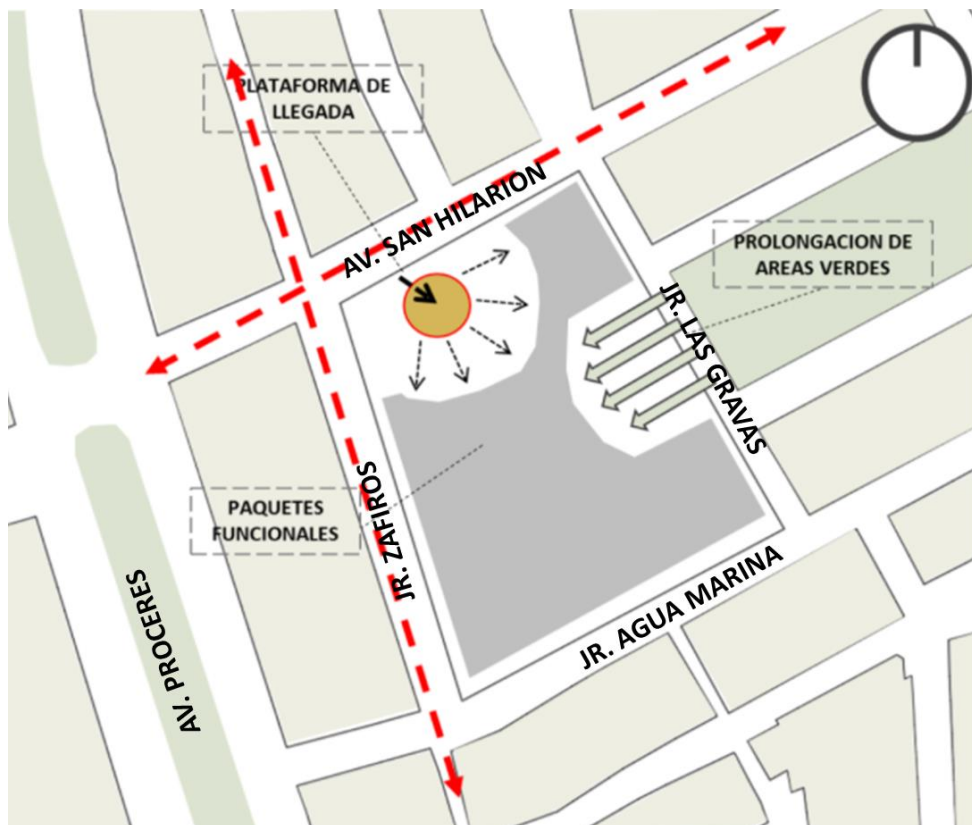 PLATAFORMA DE
LLEGADA
AV. SAN HILARION
PROLONGACION DE
AREAS VERDES
JR. LAS GRAVAS
PAQUETES
FUNCIONALES
JR. ZAFIROS
AV. PROCERES
JR. AGUA MARINA